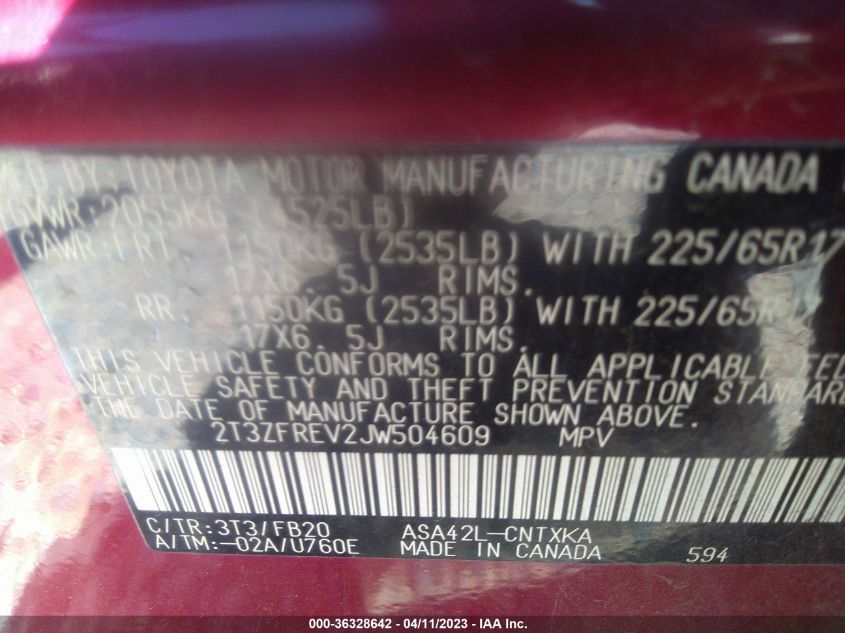 BY: TOYOTA MOTOR MANUFACTURING CANADA
GVWR: 2055KG (4525LB)
GAWR: FRT. 1150KG (2535LB) WITH 225/65R17
17X6. 5J RIMS.
RR. 1150KG (2535LB) WITH 225/65R17
17X6. 5J RIMS.
THIS VEHICLE CONFORMS TO ALL APPLICABLE FED
VEHICLE SAFETY AND THEFT PREVENTION STANDARD
THE DATE OF MANUFACTURE SHOWN ABOVE.
2T3ZFREV2JW504609 MPV
C/TR:3T3/FB20 ASA42L-CNTXKA
A/TM:-02A/U760E MADE IN CANADA 594
000-36328642 - 04/11/2023 - IAA Inc.